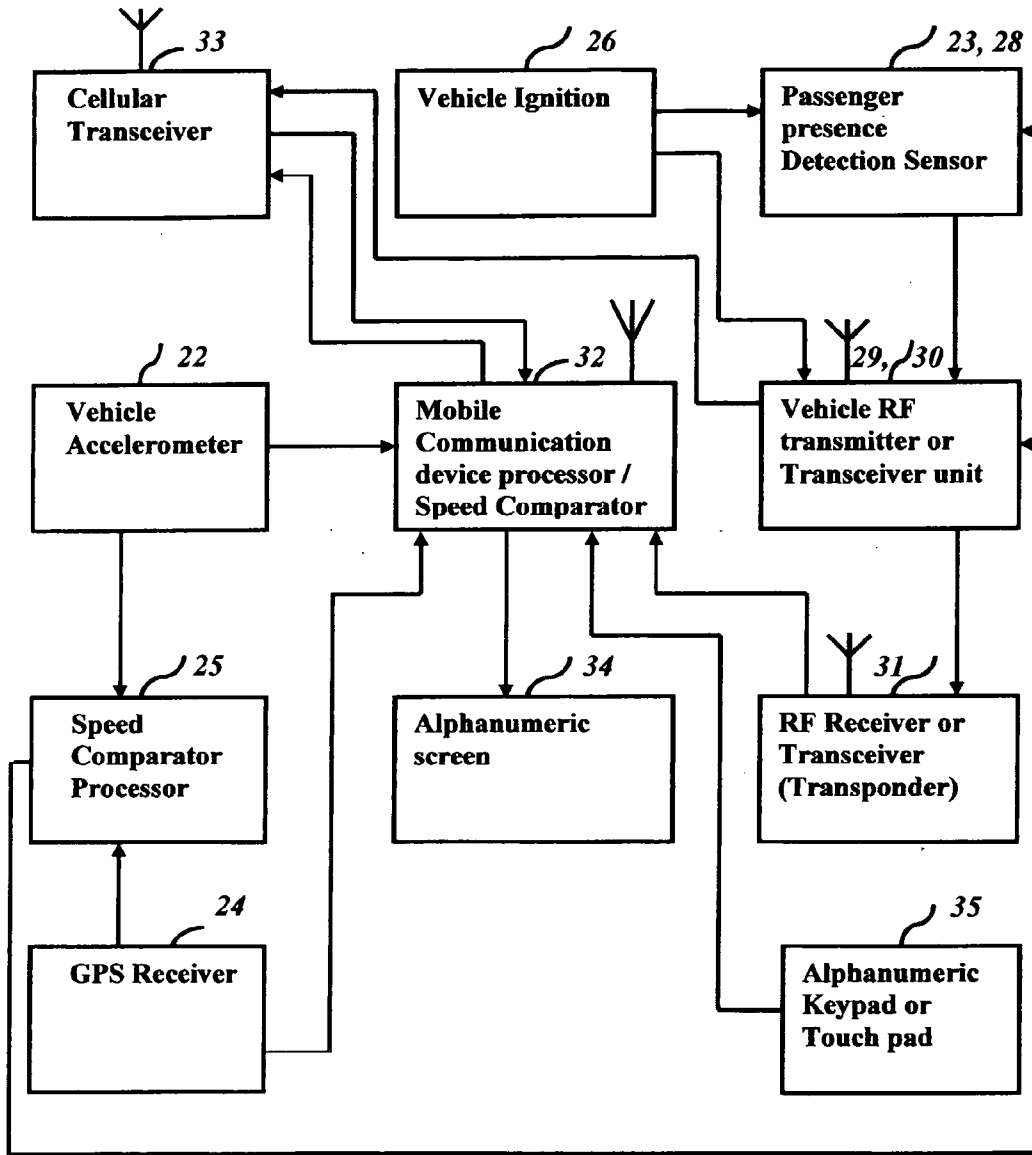 33
Cellular
Transceiver
26
Vehicle Ignition
23, 28
Passenger
presence
Detection Sensor
22
Vehicle
Accelerometer
32
Mobile
Communication
device processor /
Speed Comparator
29, 30
Vehicle RF
transmitter or
Transceiver unit
25
Speed
Comparator
Processor
34
Alphanumeric
screen
31
RF Receiver or
Transceiver
(Transponder)
24
GPS Receiver
35
Alphanumeric
Keypad or
Touch pad